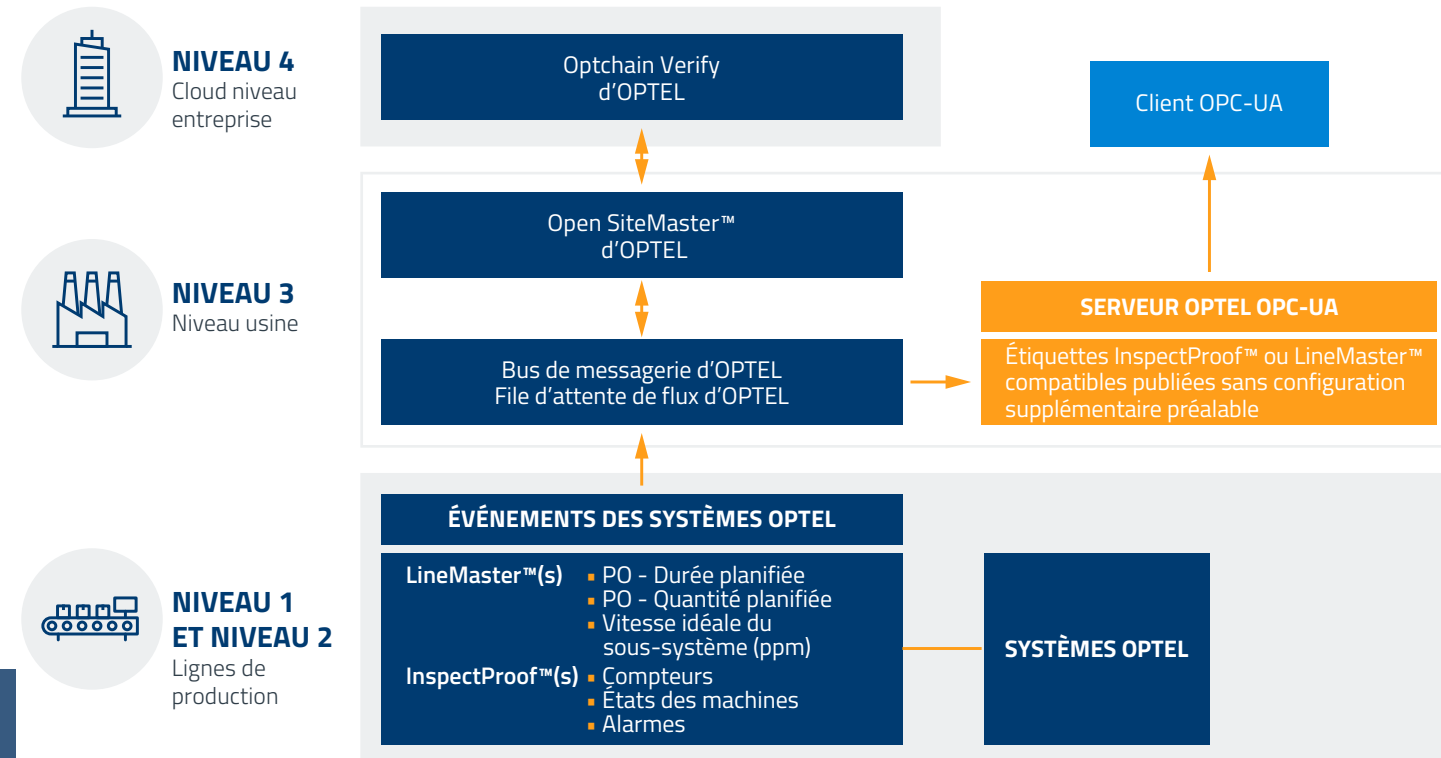 NIVEAU 4
Cloud niveau
entreprise
Optchain Verify
d'OPTEL
Client OPC-UA
NIVEAU 3
Niveau usine
Open SiteMaster™
d'OPTEL
Bus de messagerie d'OPTEL
File d'attente de flux d'OPTEL
SERVEUR OPTEL OPC-UA
Étiquettes InspectProof™ ou LineMaster™
compatibles publiées sans configuration
supplémentaire préalable
NIVEAU 1
ET NIVEAU 2
Lignes de
production
ÉVÉNEMENTS DES SYSTÈMES OPTEL
LineMaster™(s) ▪ PO - Durée planifiée
▪ PO - Quantité planifiée
▪ Vitesse idéale du
sous-système (ppm)
InspectProof™(s) ▪ Compteurs
▪ États des machines
▪ Alarmes
SYSTÈMES OPTEL